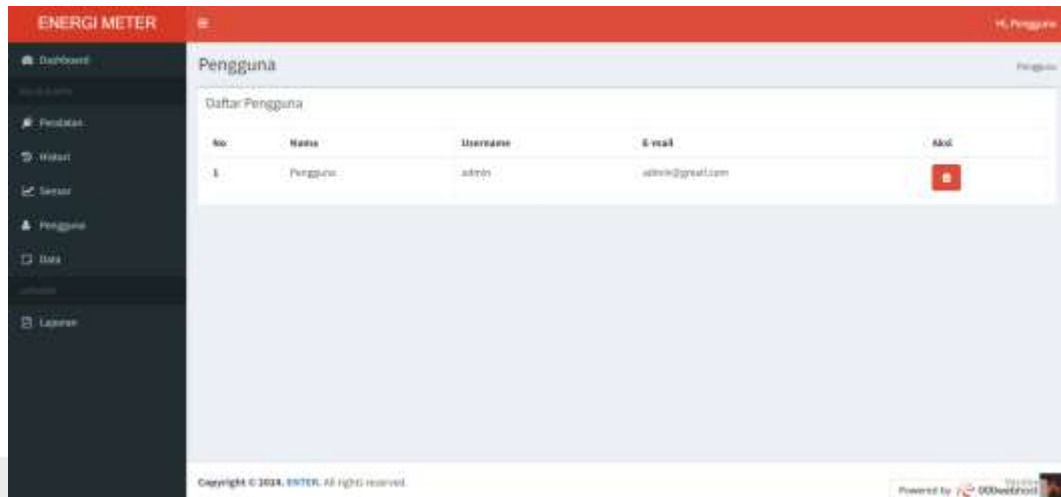 ENERGI METER
Hi, Pengguna
Dashboard
Pengguna
Pengguna
Daftar Pengguna
No Nama Username E-mail Aksi
1 Pengguna admin admin@gmail.com
Pendataan
Histori
Sensor
Pengguna
Data
Laporan
Copyright © 2024. ENTER. All rights reserved.
Powered by 000webhost